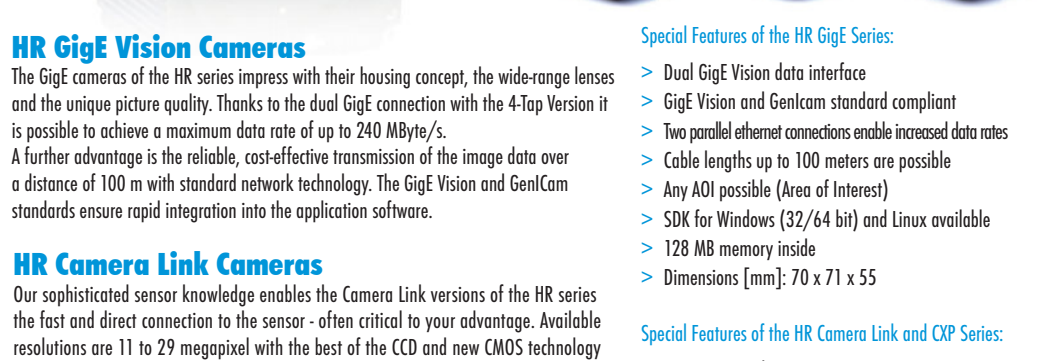 HR GigE Vision Cameras
The GigE cameras of the HR series impress with their housing concept, the wide-range lenses
and the unique picture quality. Thanks to the dual GigE connection with the 4-Tap Version it
is possible to achieve a maximum data rate of up to 240 MByte/s.
A further advantage is the reliable, cost-effective transmission of the image data over
a distance of 100 m with standard network technology. The GigE Vision and GenICam
standards ensure rapid integration into the application software.
HR Camera Link Cameras
Our sophisticated sensor knowledge enables the Camera Link versions of the HR series
the fast and direct connection to the sensor - often critical to your advantage. Available
resolutions are 11 to 29 megapixel with the best of the CCD and new CMOS technology
Special Features of the HR GigE Series:
> Dual GigE Vision data interface
> GigE Vision and GenIcam standard compliant
> Two parallel ethernet connections enable increased data rates
> Cable lengths up to 100 meters are possible
> Any AOI possible (Area of Interest)
> SDK for Windows (32/64 bit) and Linux available
> 128 MB memory inside
> Dimensions [mm]: 70 x 71 x 55
Special Features of the HR Camera Link and CXP Series: